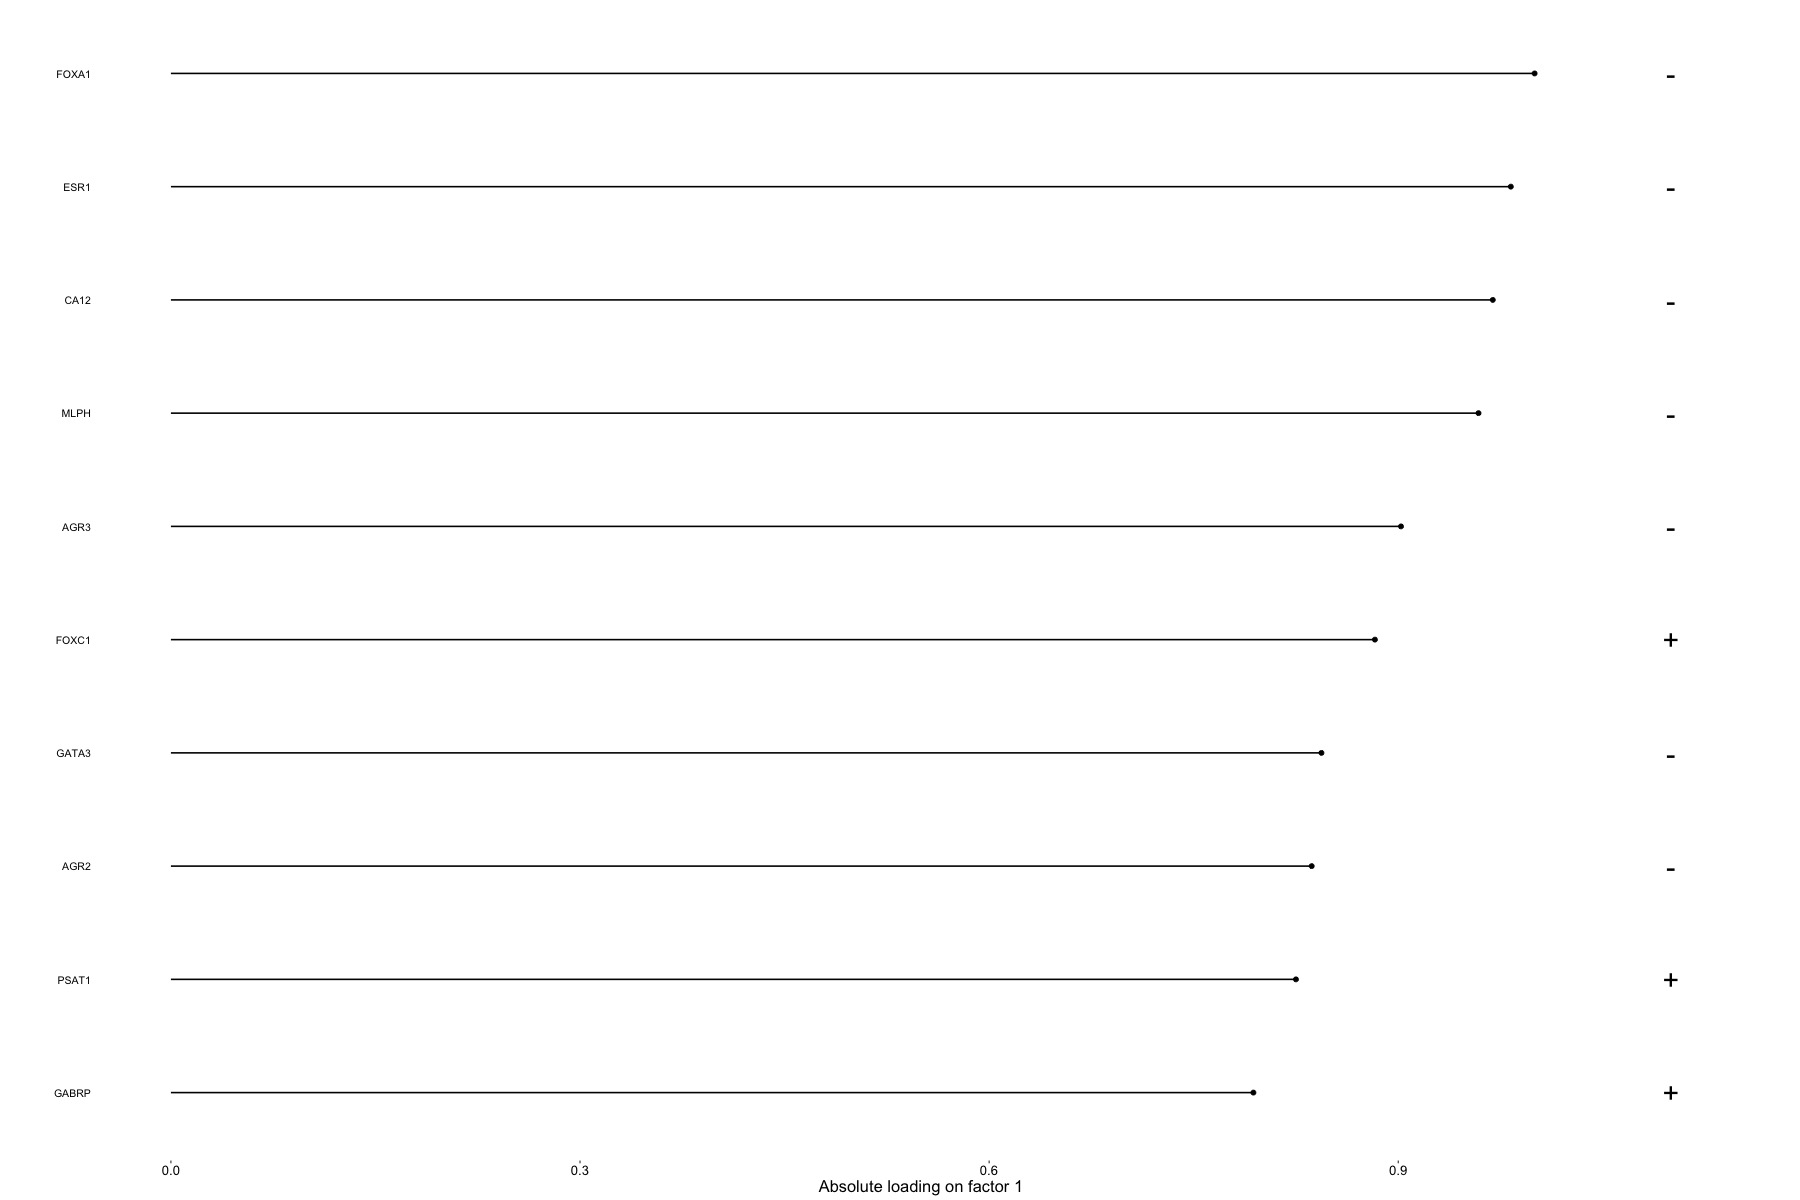 FOXA1 -
ESR1 -
CA12 -
MLPH -
AGR3 -
FOXC1 +
GATA3 -
AGR2 -
PSAT1 +
GABRP +
0.0 0.3 0.6 0.9
Absolute loading on factor 1